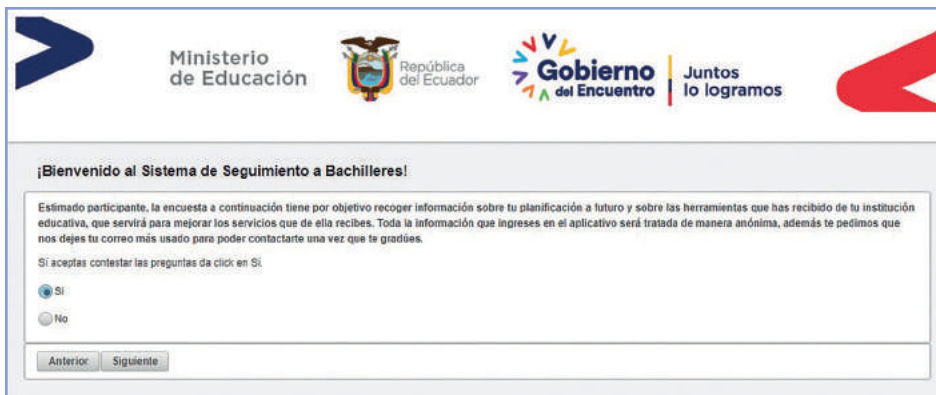 Ministerio
de Educación
República
del Ecuador
Gobierno
del Encuentro
Juntos
lo logramos
¡Bienvenido al Sistema de Seguimiento a Bachilleres!
Estimado participante, la encuesta a continuación tiene por objetivo recoger información sobre tu planificación a futuro y sobre las herramientas que has recibido de tu institución
educativa, que servirá para mejorar los servicios que de ella recibes. Toda la información que ingreses en el aplicativo será tratada de manera anónima, además te pedimos que
nos dejes tu correo más usado para poder contactarte una vez que te gradúes.
Si aceptas contestar las preguntas da click en Si.
Si
No
Anterior Siguiente